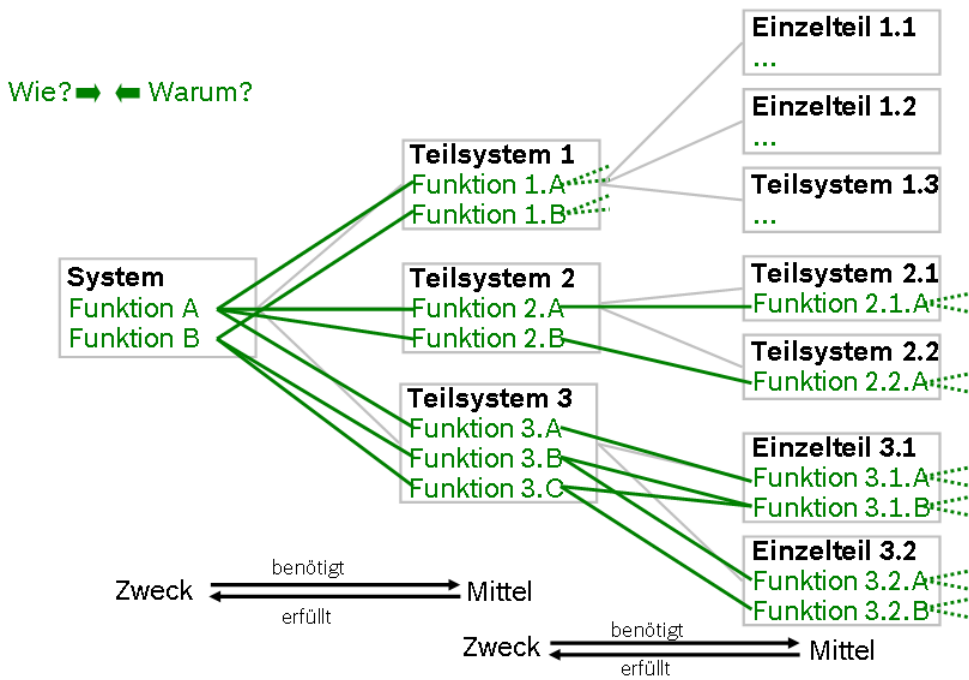 Wie?
Warum?
System
Funktion A
Funktion B
Teilsystem 1
Funktion 1.A
Funktion 1.B
Teilsystem 2
Funktion 2.A
Funktion 2.B
Teilsystem 3
Funktion 3.A
Funktion 3.B
Funktion 3.C
Einzelteil 1.1
...
Einzelteil 1.2
...
Teilsystem 1.3
...
Teilsystem 2.1
Funktion 2.1.A
Teilsystem 2.2
Funktion 2.2.A
Einzelteil 3.1
Funktion 3.1.A
Funktion 3.1.B
Einzelteil 3.2
Funktion 3.2.A
Funktion 3.2.B
Zweck
benötigt
erfüllt
Mittel
Zweck
benötigt
erfüllt
Mittel